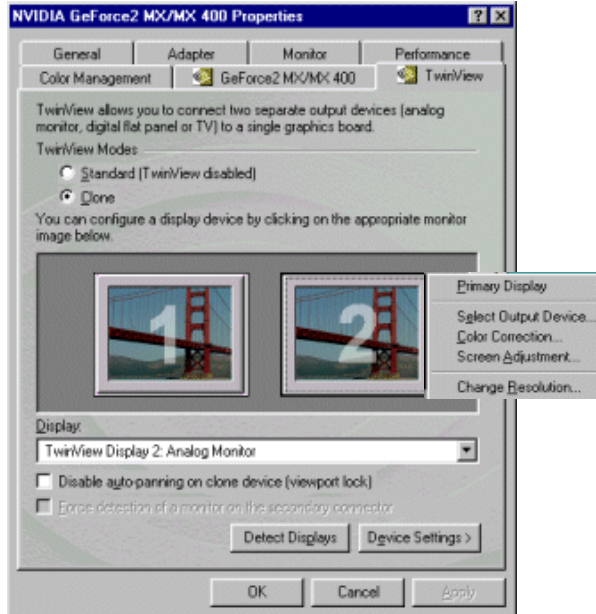 NVIDIA GeForce2 MX/MX 400 Properties
General
Adapter
Monitor
Performance
Color Management
GeForce2 MX/MX 400
TwinView
TwinView allows you to connect two separate output devices (analog
monitor, digital flat panel or TV) to a single graphics board.
TwinView Modes
Standard (TwinView disabled)
Clone
You can configure a display device by clicking on the appropriate monitor
image below.
1
2
Primary Display
Select Output Device...
Color Correction...
Screen Adjustment...
Change Resolution...
Display:
TwinView Display 2: Analog Monitor
Disable auto-panning on clone device (viewport lock)
Force detection of a monitor on the secondary connector
Detect Displays
Device Settings >
OK
Cancel
Apply